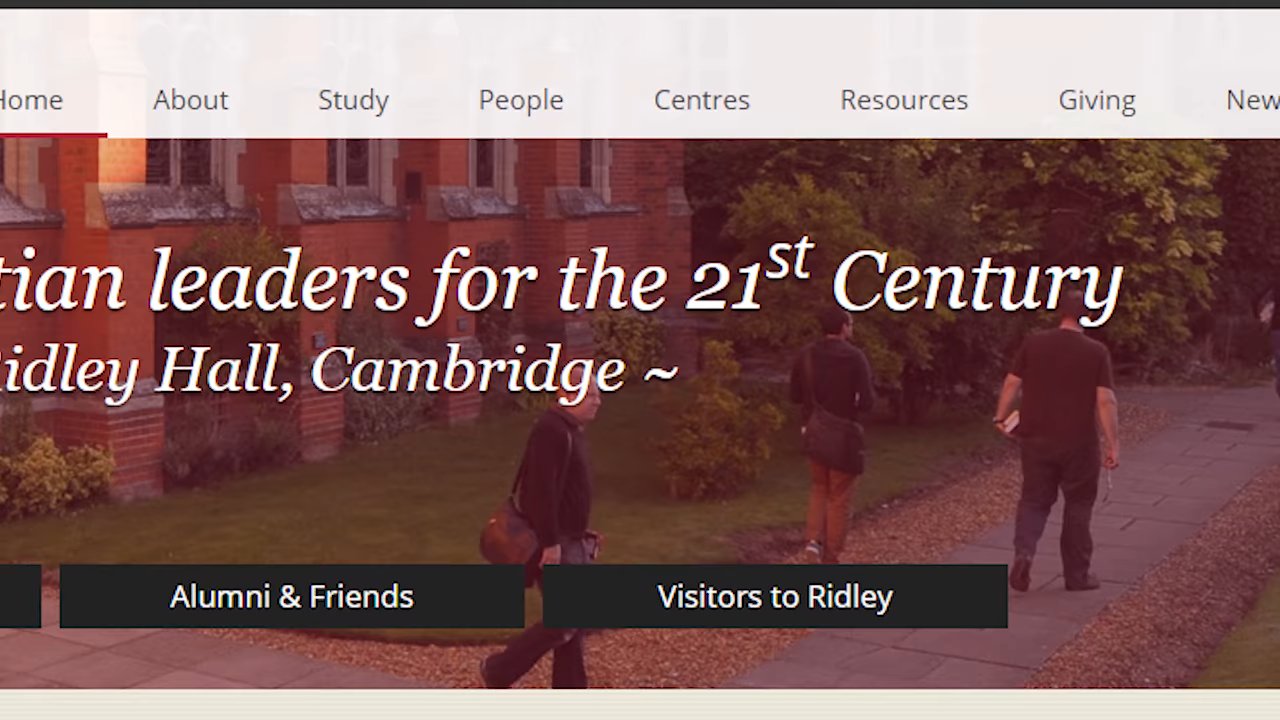 Home About Study People Centres Resources Giving New
tian leaders for the 21st Century
idley Hall, Cambridge ~
Alumni & Friends Visitors to Ridley